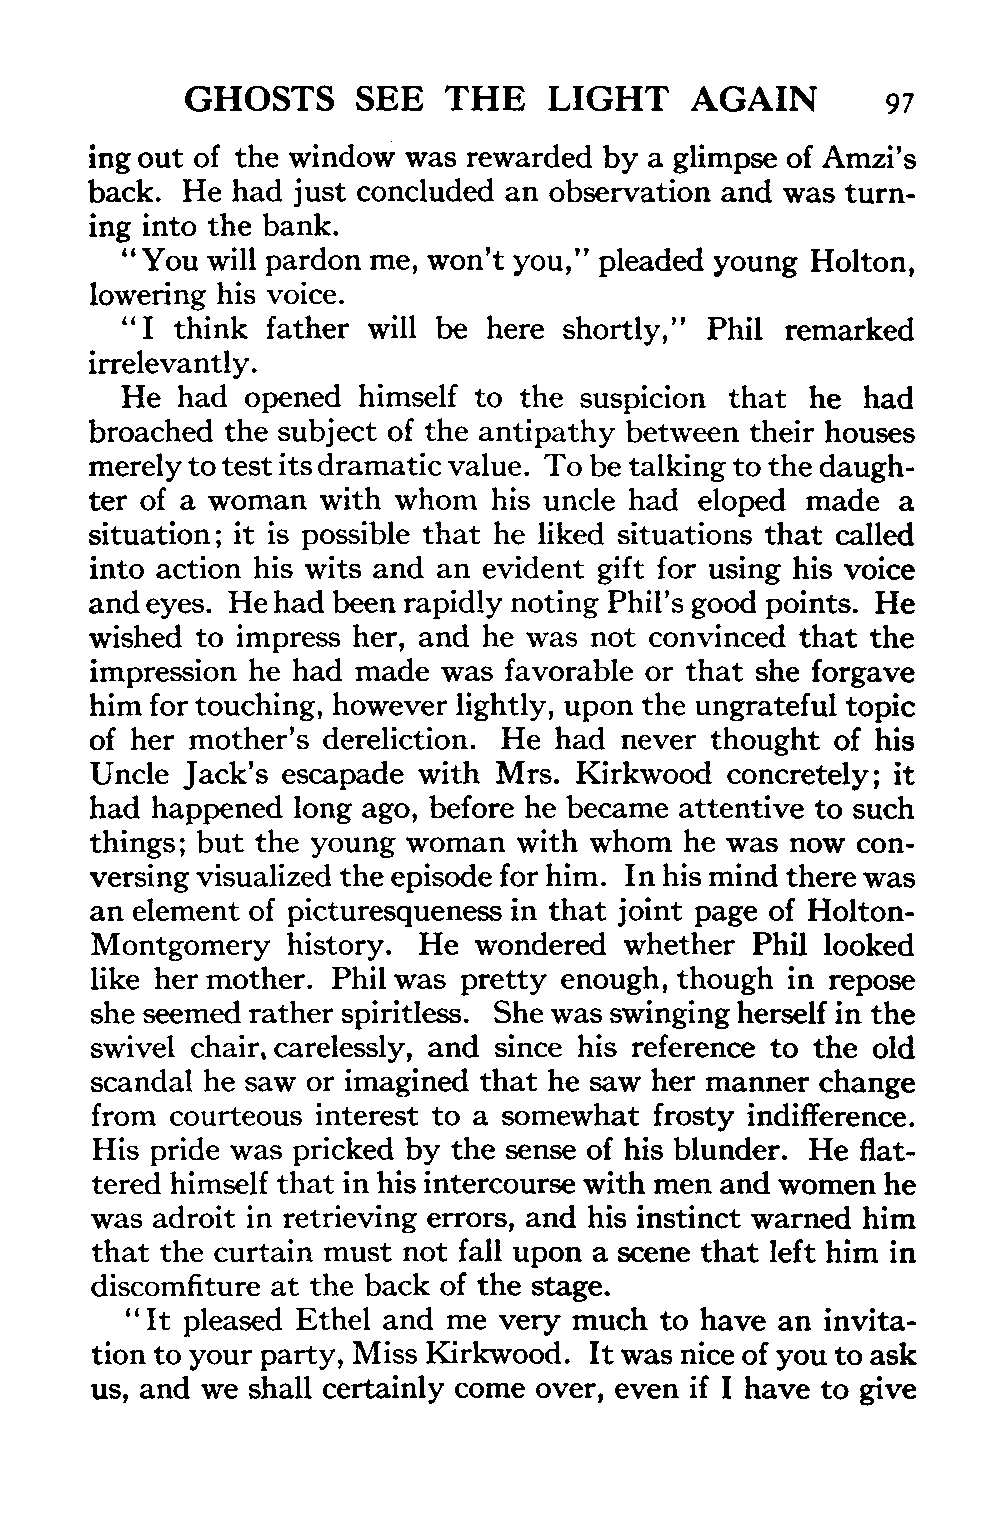 GHOSTS SEE THE LIGHT AGAIN 97
ing out of the window was rewarded by a glimpse of Amzi's
back. He had just concluded an observation and was turn-
ing into the bank.
"You will pardon me, won't you," pleaded young Holton,
lowering his voice.
"I think father will be here shortly," Phil remarked
irrelevantly.
He had opened himself to the suspicion that he had
broached the subject of the antipathy between their houses
merely to test its dramatic value. To be talking to the daugh-
ter of a woman with whom his uncle had eloped made a
situation; it is possible that he liked situations that called
into action his wits and an evident gift for using his voice
and eyes. He had been rapidly noting Phil's good points. He
wished to impress her, and he was not convinced that the
impression he had made was favorable or that she forgave
him for touching, however lightly, upon the ungrateful topic
of her mother's dereliction. He had never thought of his
Uncle Jack's escapade with Mrs. Kirkwood concretely; it
had happened long ago, before he became attentive to such
things; but the young woman with whom he was now con-
versing visualized the episode for him. In his mind there was
an element of picturesqueness in that joint page of Holton-
Montgomery history. He wondered whether Phil looked
like her mother. Phil was pretty enough, though in repose
she seemed rather spiritless. She was swinging herself in the
swivel chair, carelessly, and since his reference to the old
scandal he saw or imagined that he saw her manner change
from courteous interest to a somewhat frosty indifference.
His pride was pricked by the sense of his blunder. He flat-
tered himself that in his intercourse with men and women he
was adroit in retrieving errors, and his instinct warned him
that the curtain must not fall upon a scene that left him in
discomfiture at the back of the stage.
"It pleased Ethel and me very much to have an invita-
tion to your party, Miss Kirkwood. It was nice of you to ask
us, and we shall certainly come over, even if I have to give